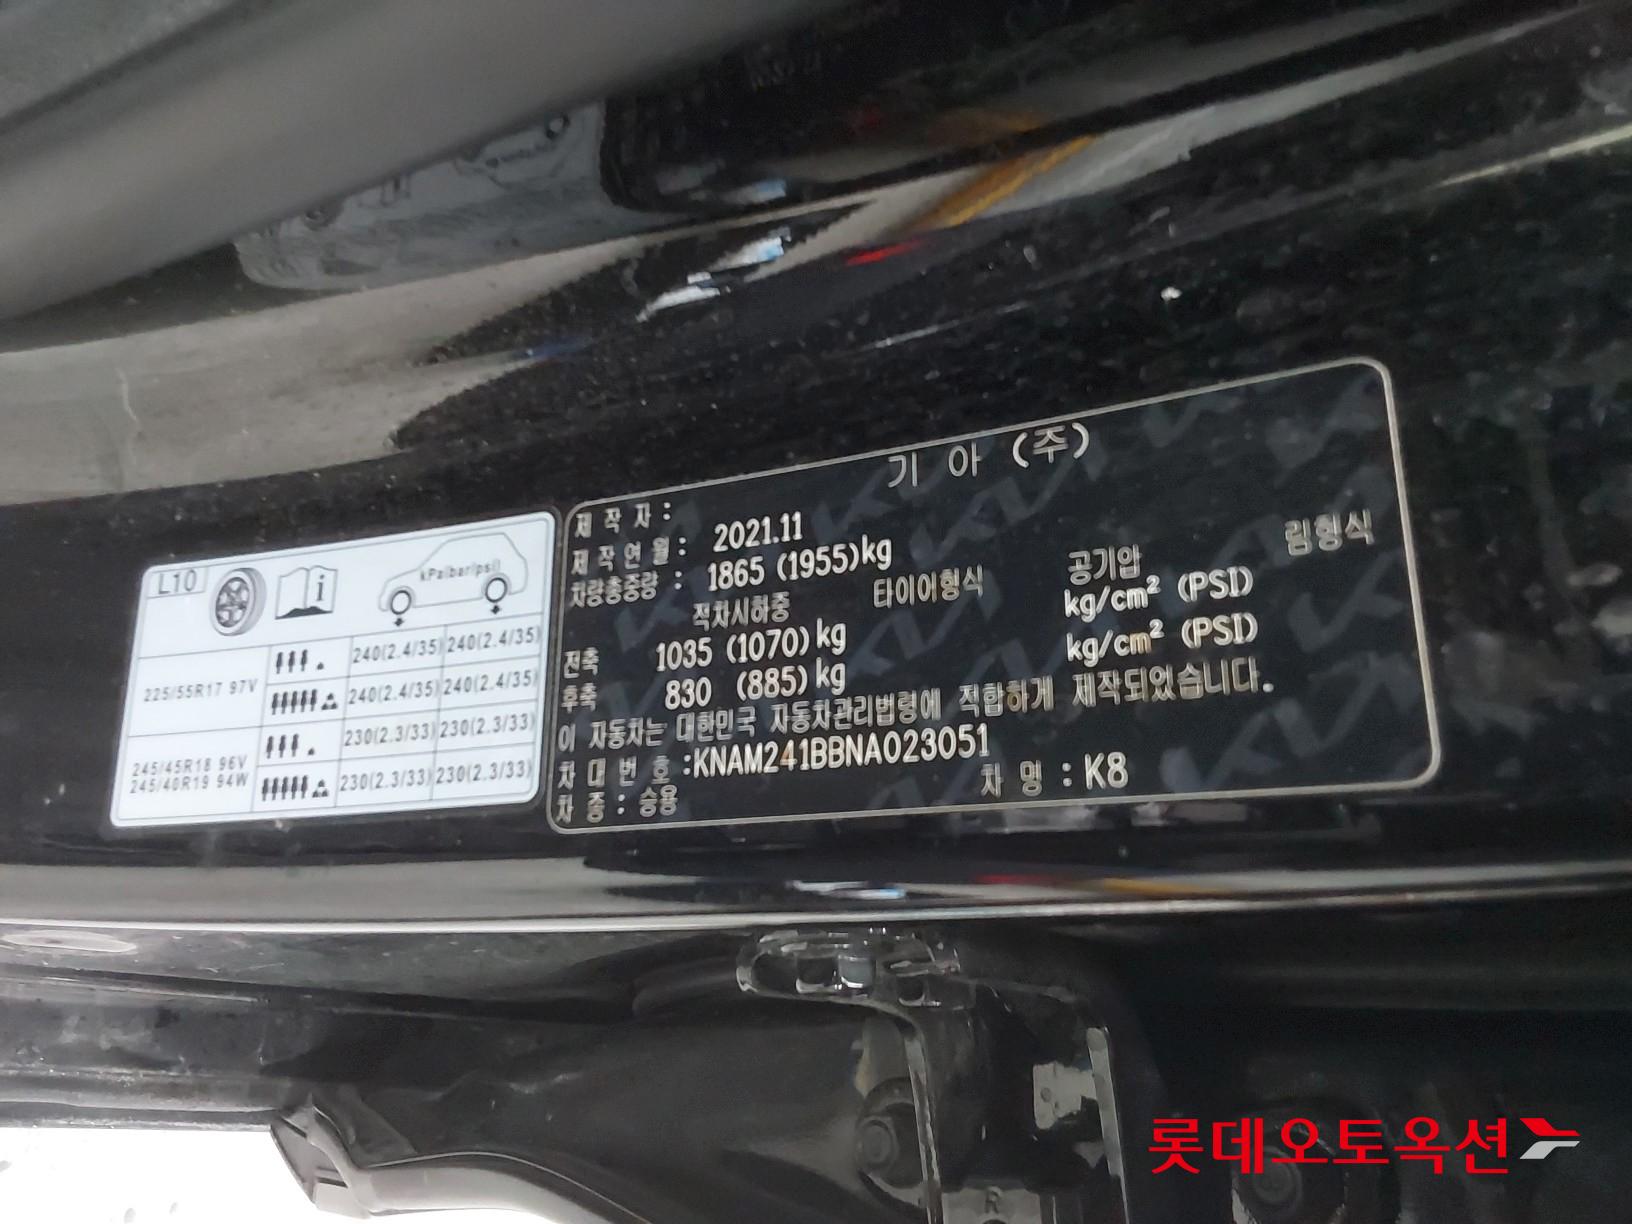 L10
i
kPa(bar/psi)
225/55R17 97V
240(2.4/35) 240(2.4/35)
240(2.4/35) 240(2.4/35)
245/45R18 96V
245/40R19 94W
230(2.3/33) 230(2.3/33)
230(2.3/33) 230(2.3/33)
제 작 자 : 기 아 (주)
제 작 연 월 : 2021.11
차량총중량 : 1865 (1955)kg
적차시하중 타이어형식 공기압 림형식
전축 1035 (1070)kg kg/cm² (PSI)
후축 830 (885)kg kg/cm² (PSI)
이 자동차는 대한민국 자동차관리법령에 적합하게 제작되었습니다.
차 대 번 호 :KNAM241BBNA023051
차 종 : 승용 차 명 : K8
R
롯데오토옥션